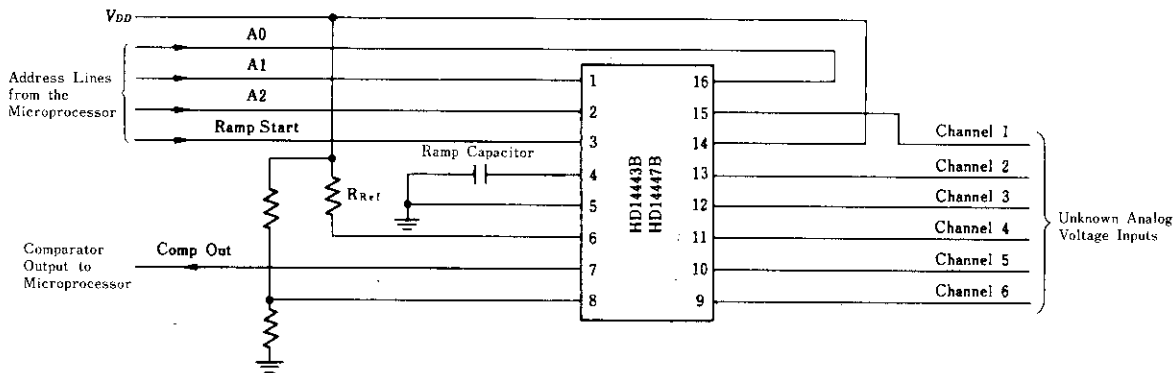 VDD
A0
A1
A2
Ramp Start
Address Lines
from the
Microprocessor
Ramp Capacitor
RRef
Comp Out
Comparator
Output to
Microprocessor
1
2
3
4
5
6
7
8
HD14443B
HD14447B
16
15
14
13
12
11
10
9
Channel 1
Channel 2
Channel 3
Channel 4
Channel 5
Channel 6
Unknown Analog
Voltage Inputs